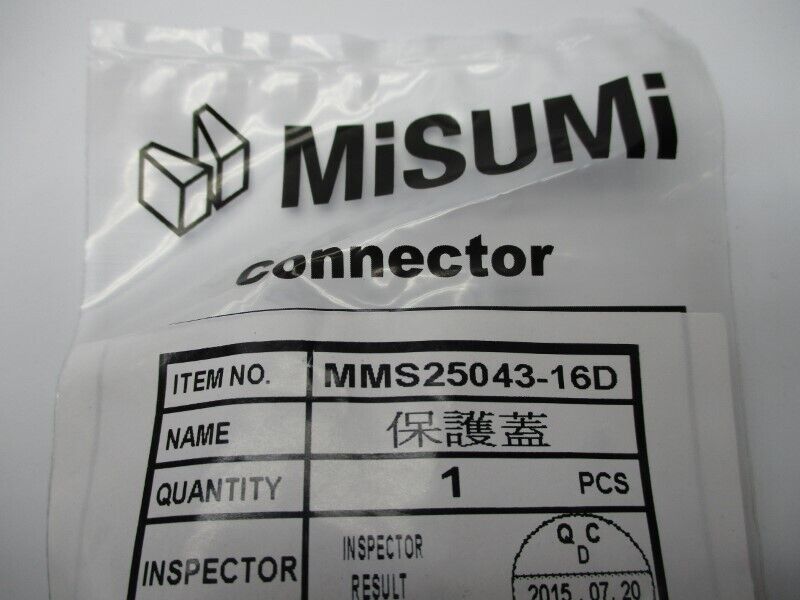 MiSUMi
connector
ITEM NO. MMS25043-16D
NAME 保護蓋
QUANTITY 1 PCS
INSPECTOR INSPECTOR
RESULT
Q C
D
2015.07.20